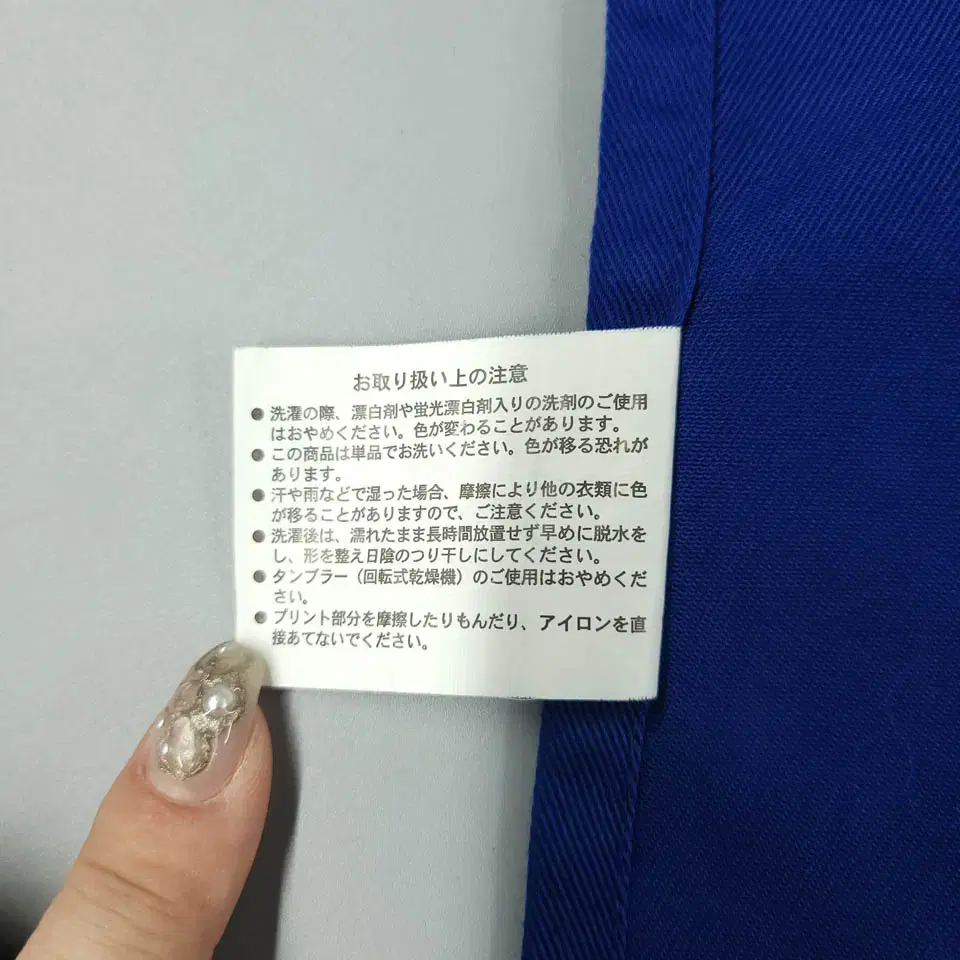 お取り扱い上の注意
●洗濯の際、漂白剤や蛍光漂白剤入りの洗剤のご使用
はおやめください。色が変わることがあります。
●この商品は単品でお洗いください。色が移る恐れが
あります。
●汗や雨などで湿った場合、摩擦により他の衣類に色
が移ることがありますので、ご注意ください。
●洗濯後は、濡れたまま長時間放置せず早めに脱水を
し、形を整え日陰のつり干しにしてください。
●タンブラー（回転式乾燥機）のご使用はおやめくだ
さい。
●プリント部分を摩擦したりもんだり、アイロンを直
接あてないでください。